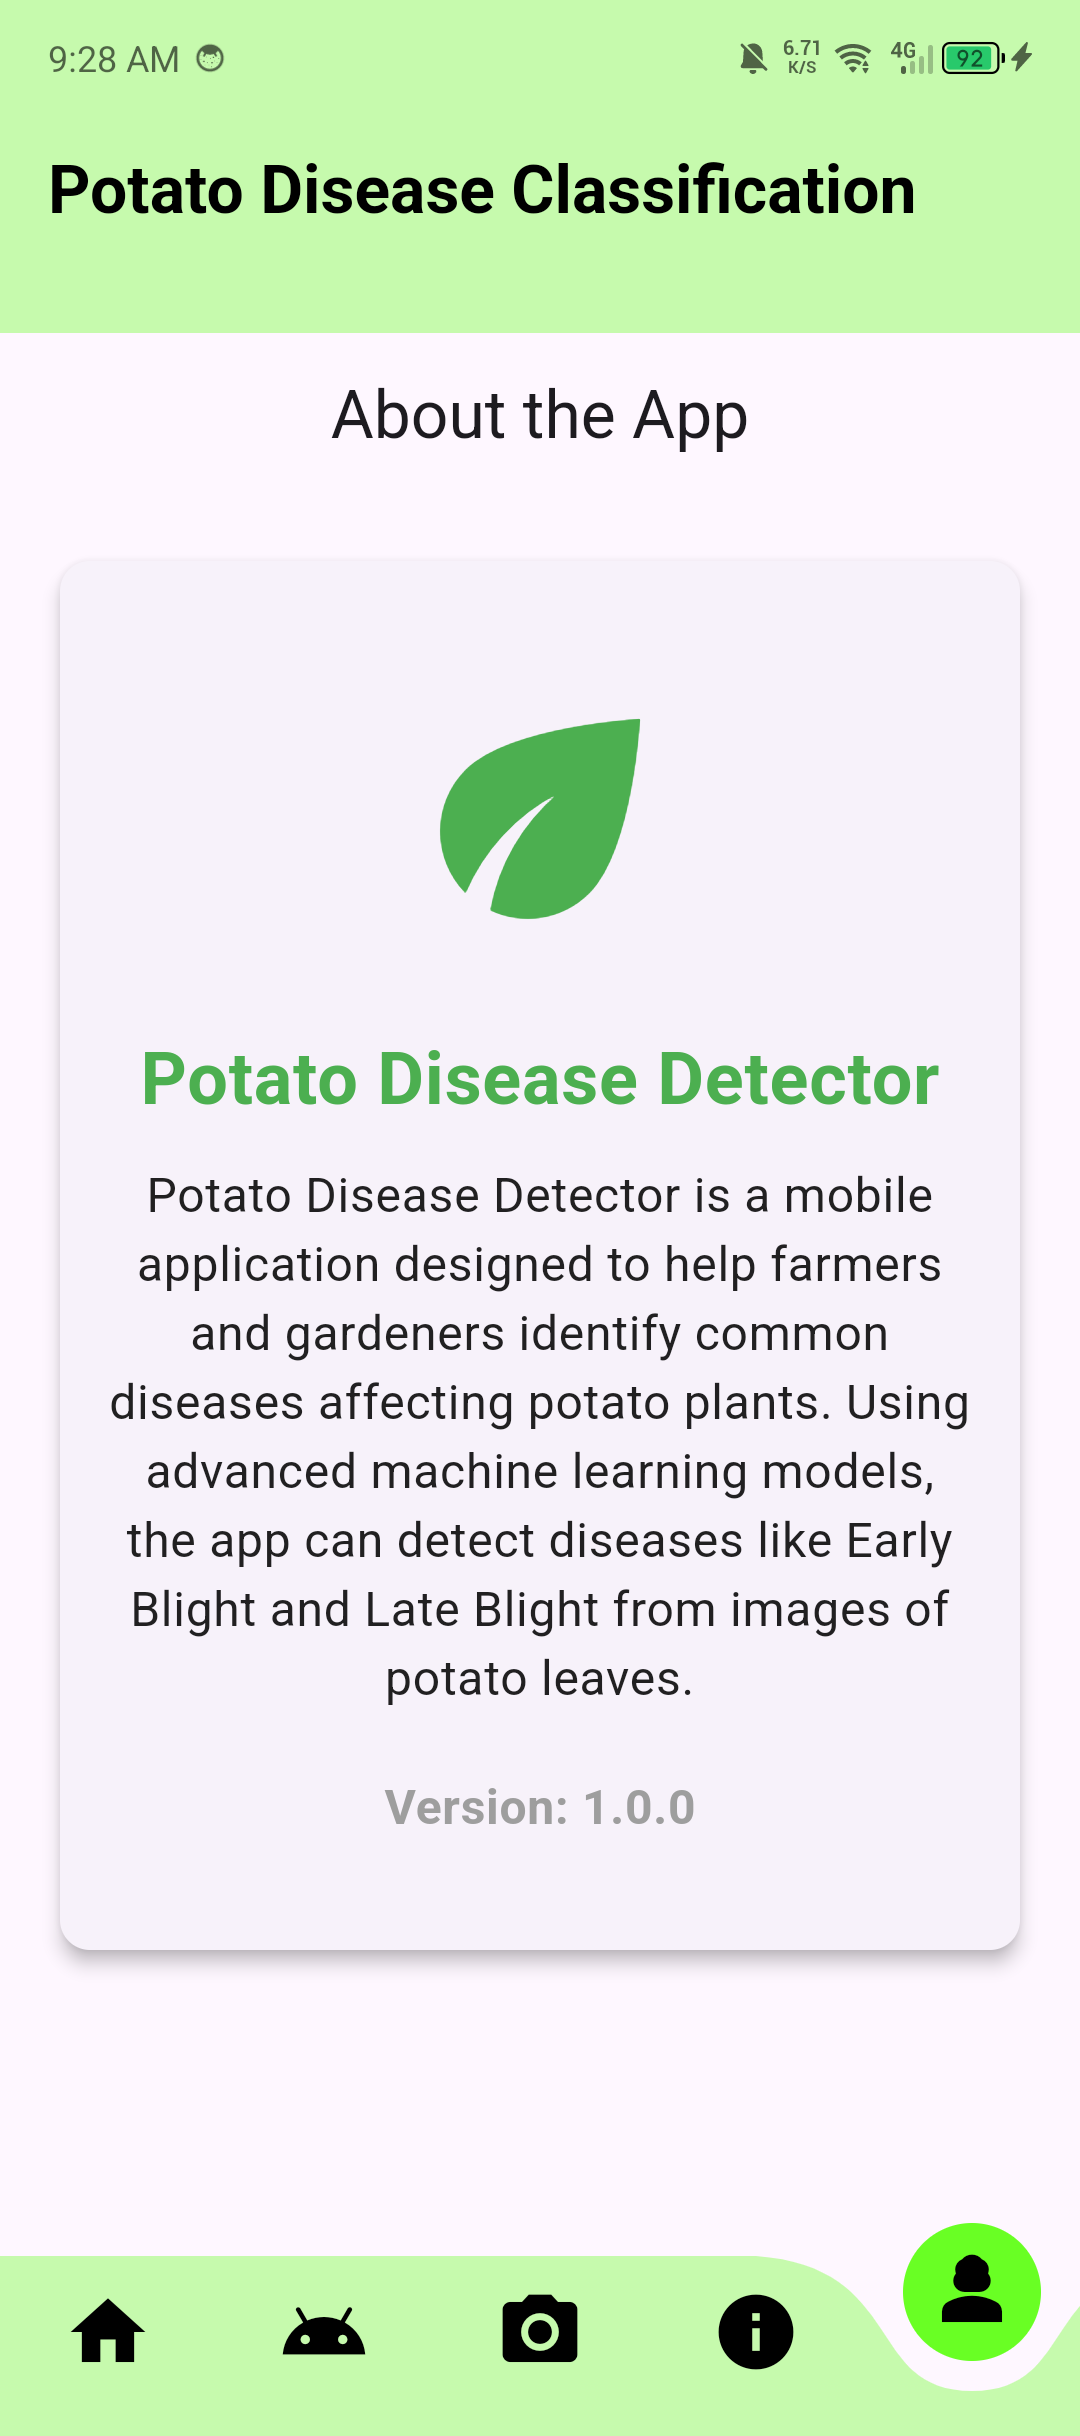 9:28 AM
6.71
K/S
4G
92
Potato Disease Classification
About the App
Potato Disease Detector
Potato Disease Detector is a mobile
application designed to help farmers
and gardeners identify common
diseases affecting potato plants. Using
advanced machine learning models,
the app can detect diseases like Early
Blight and Late Blight from images of
potato leaves.
Version: 1.0.0